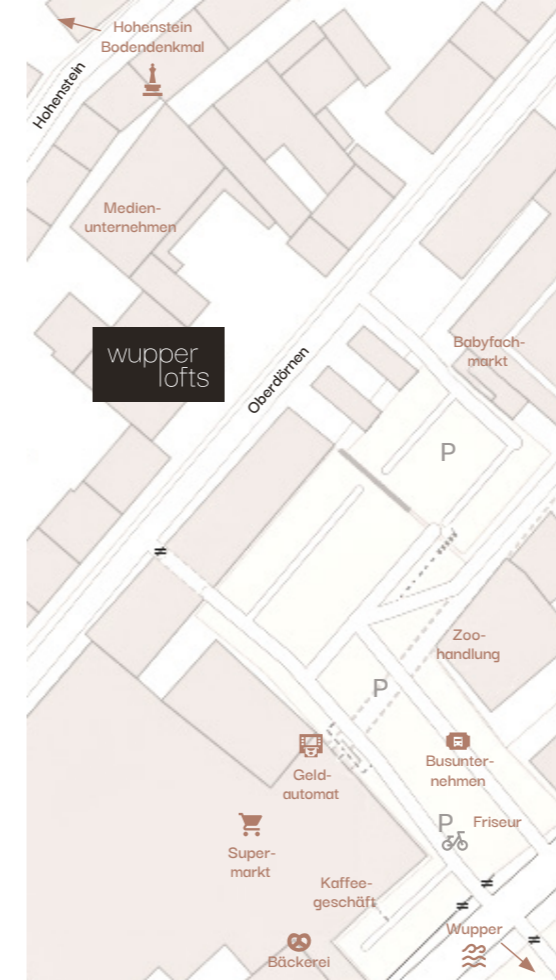 Hohenstein
Bodendenkmal
Hohenstein
Medien-
unternehmen
wupper
lofts
Oberdörnen
Babyfach-
markt
P
Zoo-
handlung
P
Geld-
automat
Busunter-
nehmen
P
Friseur
Super-
markt
Kaffee-
geschäft
Wupper
Bäckerei